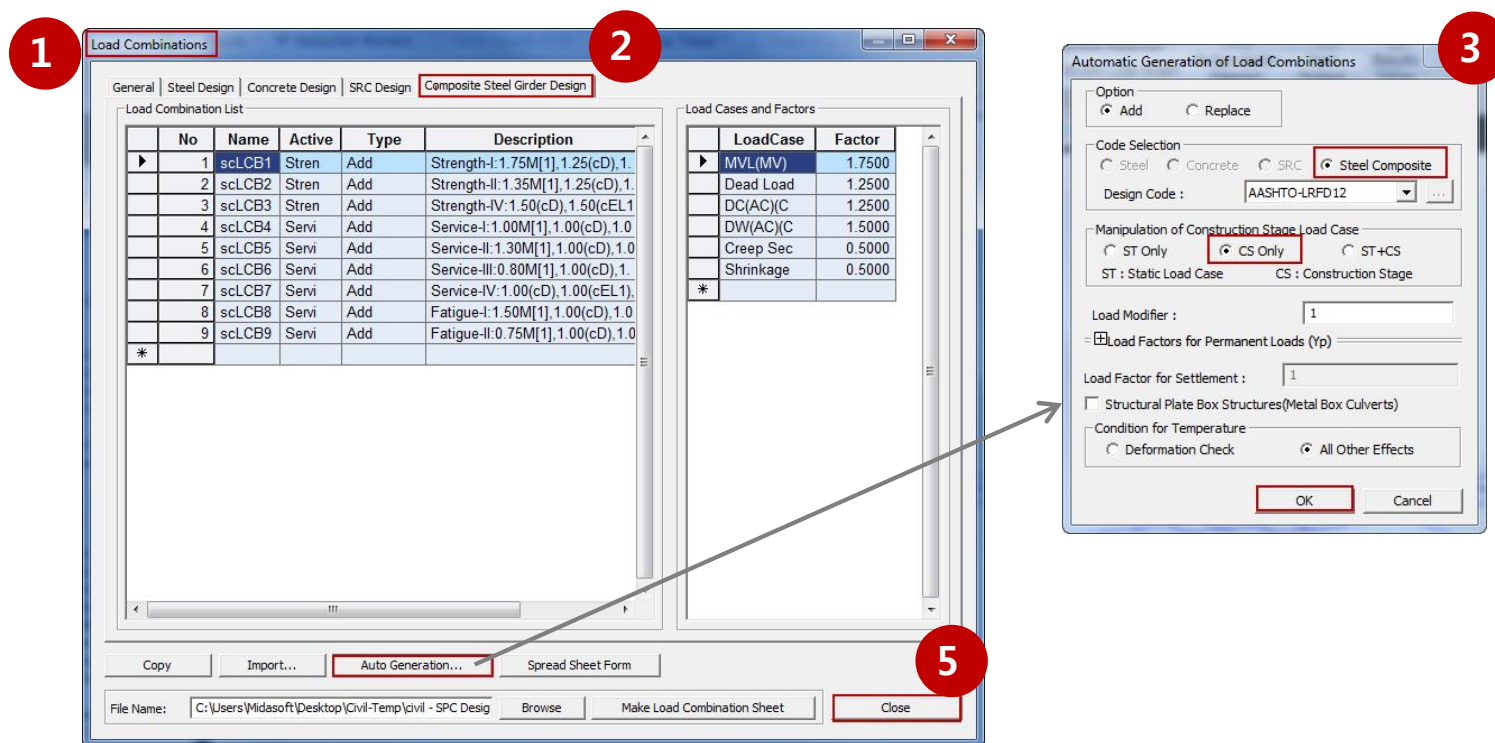 1
2
3
Load Combinations
General Steel Design Concrete Design SRC Design Composite Steel Girder Design
Load Combination List
No Name Active Type Description
1 scLCB1 Stren Add Strength-I:1.75M[1],1.25(cD),1.
2 scLCB2 Stren Add Strength-II:1.35M[1],1.25(cD),1.
3 scLCB3 Stren Add Strength-IV:1.50(cD),1.50(cEL1
4 scLCB4 Servi Add Service-I:1.00M[1],1.00(cD),1.0
5 scLCB5 Servi Add Service-II:1.30M[1],1.00(cD),1.0
6 scLCB6 Servi Add Service-III:0.80M[1],1.00(cD),1.
7 scLCB7 Servi Add Service-IV:1.00(cD),1.00(cEL1),
8 scLCB8 Servi Add Fatigue-I:1.50M[1],1.00(cD),1.0
9 scLCB9 Servi Add Fatigue-II:0.75M[1],1.00(cD),1.0
*
Load Cases and Factors
LoadCase Factor
MVL(MV) 1.7500
Dead Load 1.2500
DC(AC)(C 1.2500
DW(AC)(C 1.5000
Creep Sec 0.5000
Shrinkage 0.5000
*
Copy Import... Auto Generation... Spread Sheet Form
5
File Name: C:\Users\Midasoft\Desktop\Civil-Temp\civil - SPC Desig Browse Make Load Combination Sheet Close
Automatic Generation of Load Combinations
Option
Add Replace
Code Selection
Steel Concrete SRC Steel Composite
Design Code : AASHTO-LRFD12 ...
Manipulation of Construction Stage Load Case
ST Only CS Only ST+CS
ST : Static Load Case CS : Construction Stage
Load Modifier : 1
Load Factors for Permanent Loads (Yp)
Load Factor for Settlement : 1
Structural Plate Box Structures(Metal Box Culverts)
Condition for Temperature
Deformation Check All Other Effects
OK Cancel